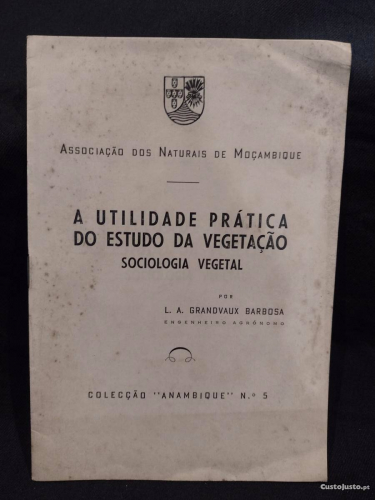 Associação dos Naturais de Moçambique
A UTILIDADE PRÁTICA
DO ESTUDO DA VEGETAÇÃO
SOCIOLOGIA VEGETAL
POR
L. A. GRANDVAUX BARBOSA
ENGENHEIRO AGRÓNOMO
COLECÇÃO "ANAMBIQUE" N.º 5
CustoJusto.pt